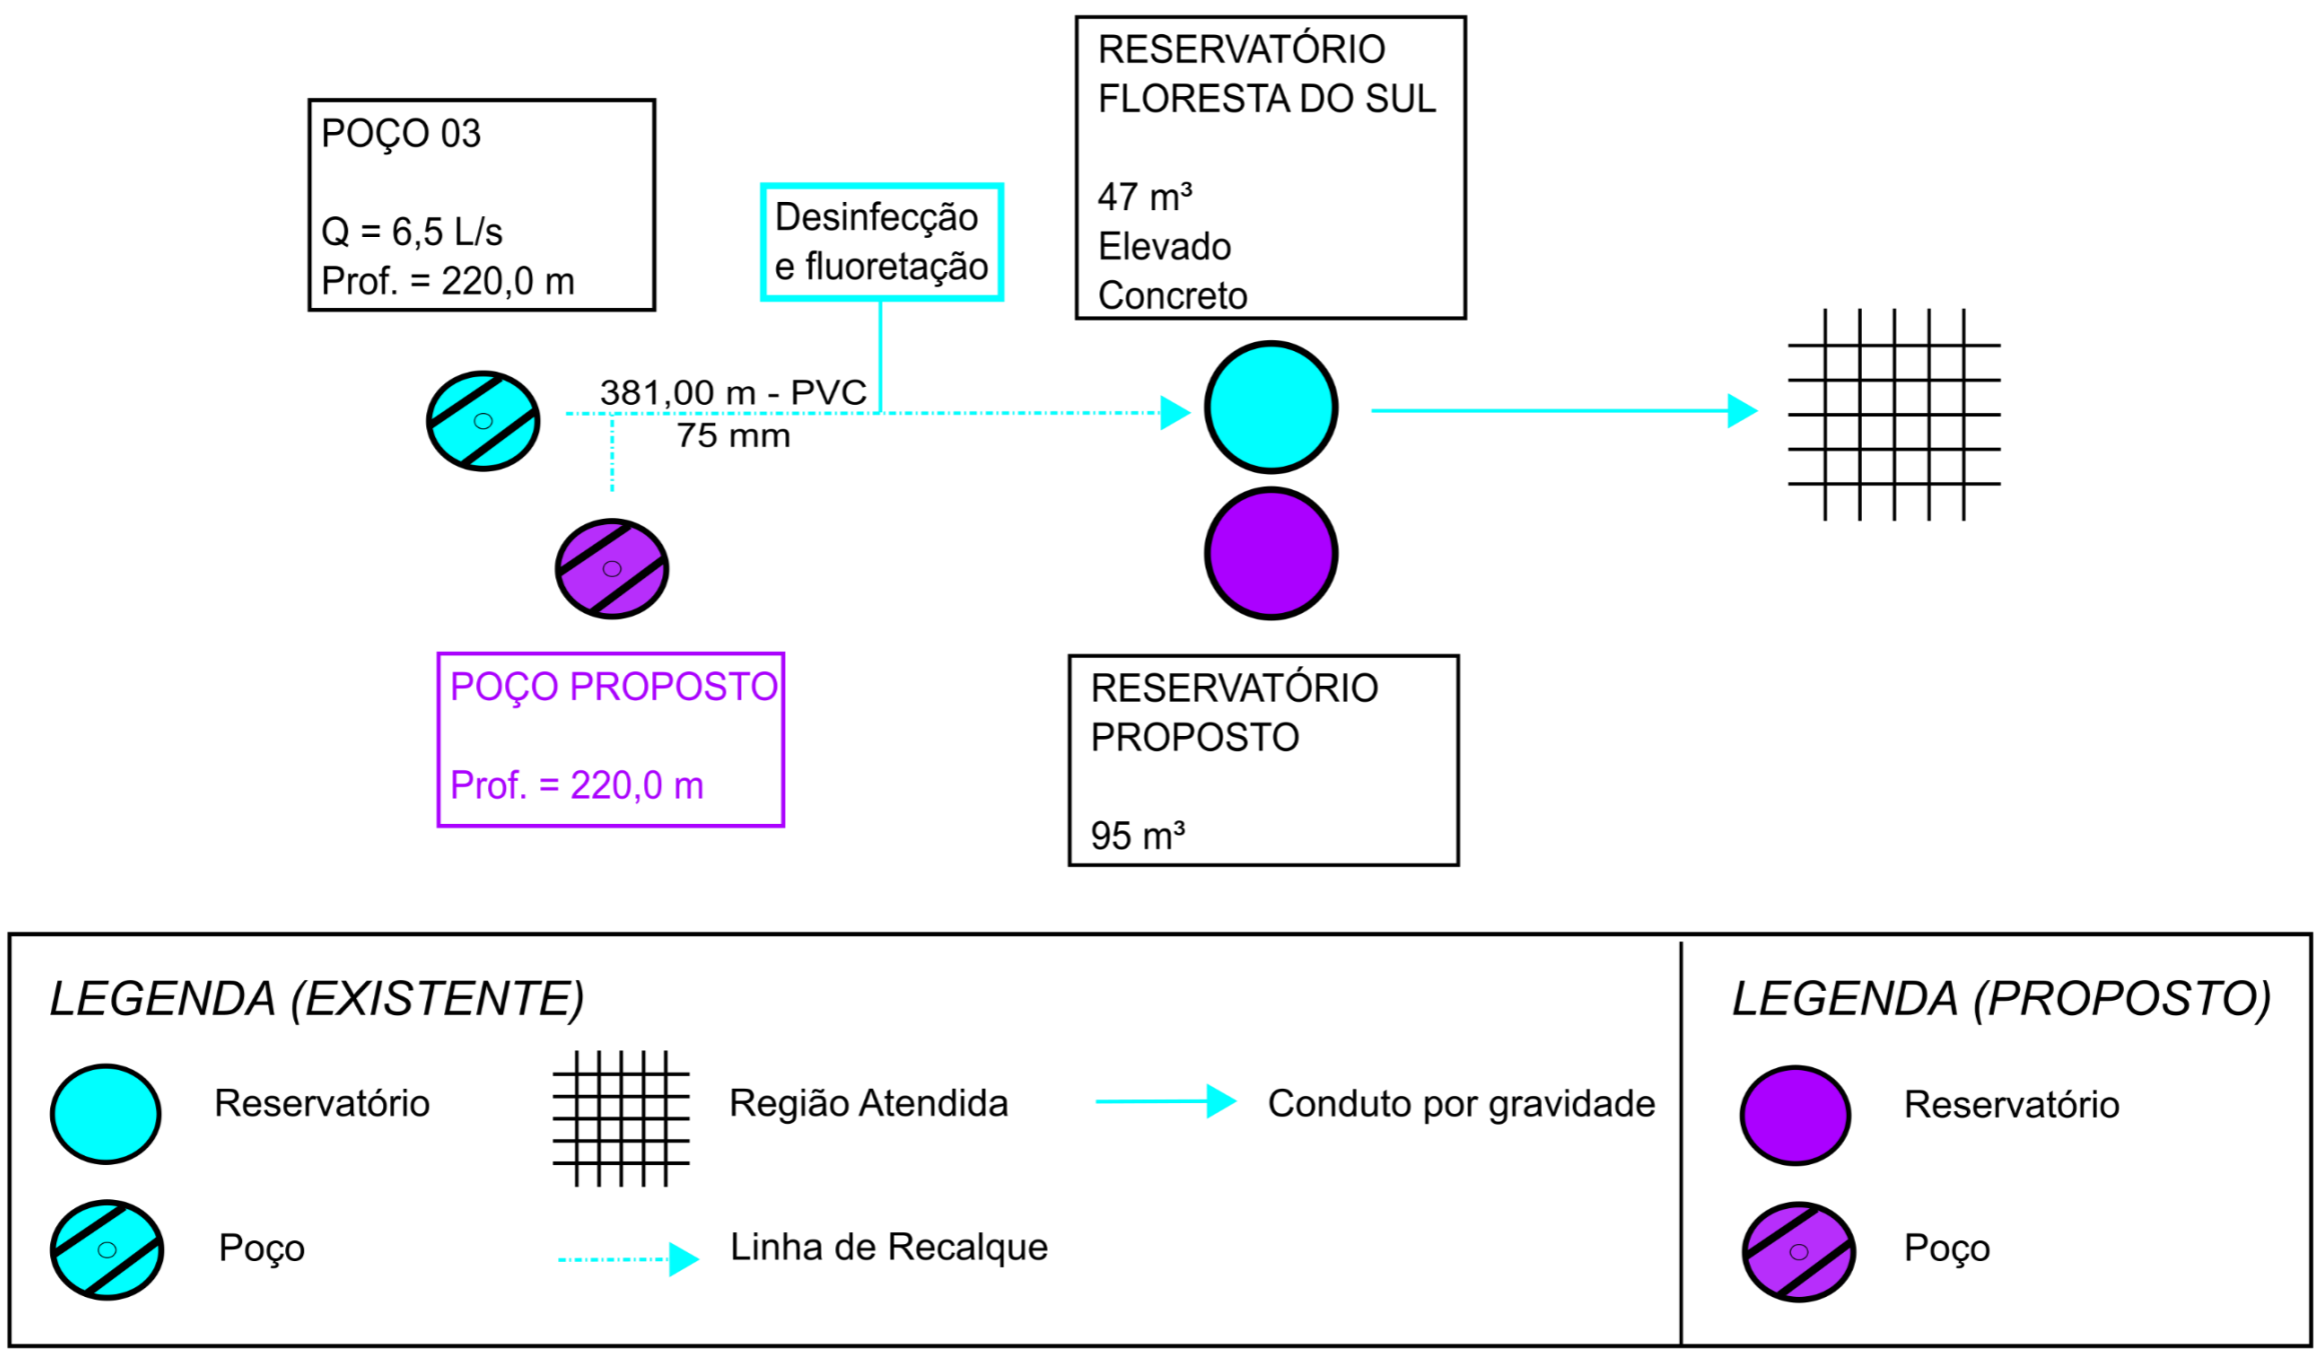 RESERVATÓRIO
FLORESTA DO SUL
47 m³
Elevado
Concreto
POÇO 03
Q = 6,5 L/s
Prof. = 220,0 m
Desinfecção
e fluoretação
381,00 m - PVC
75 mm
POÇO PROPOSTO
Prof. = 220,0 m
RESERVATÓRIO
PROPOSTO
95 m³
LEGENDA (EXISTENTE)
Reservatório
Região Atendida
Conduto por gravidade
Poço
Linha de Recalque
LEGENDA (PROPOSTO)
Reservatório
Poço